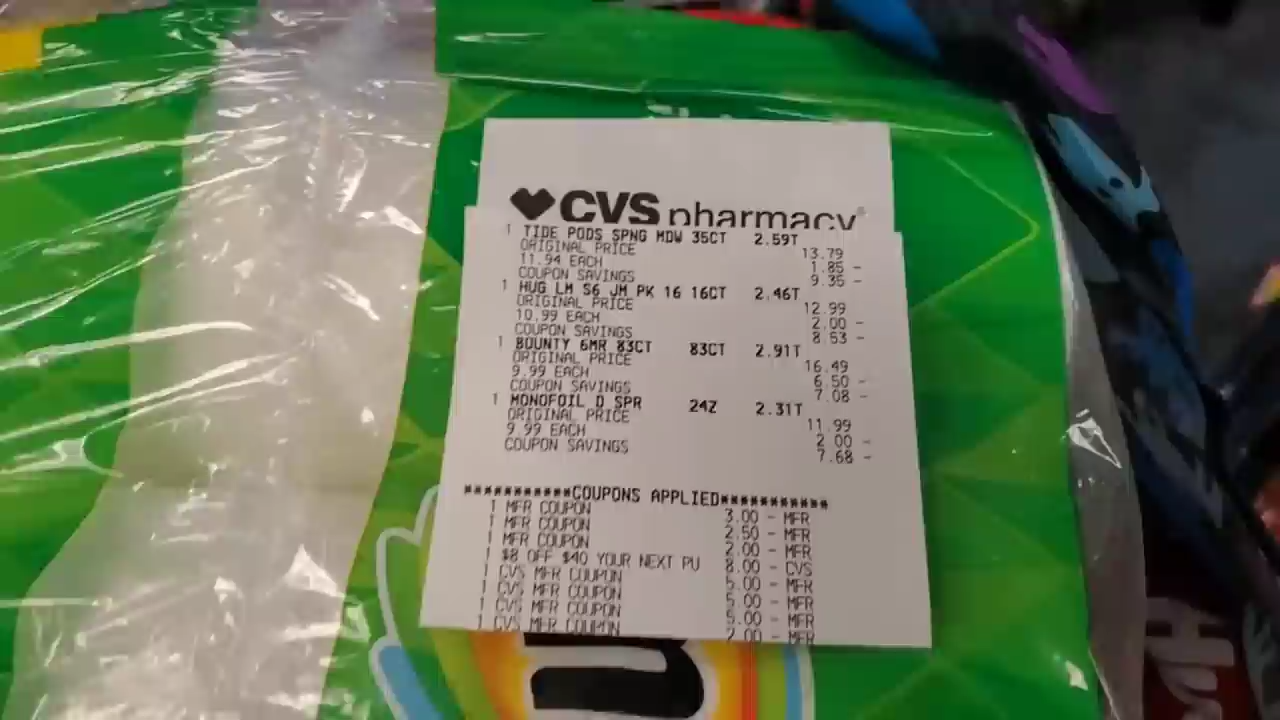 CVS pharmacy®
1 TIDE PODS SPNG MDW 35CT 2.59T
ORIGINAL PRICE 13.79
11.94 EACH 1.85 -
COUPON SAVINGS 9.35 -
1 HUG LM S6 JM PK 16 16CT 2.46T
ORIGINAL PRICE 12.99
10.99 EACH 2.00 -
COUPON SAVINGS 8.53 -
1 BOUNTY 6MR 83CT 83CT 2.91T
ORIGINAL PRICE 16.49
9.99 EACH 6.50 -
COUPON SAVINGS 7.08 -
1 MONOFOIL D SPR 24Z 2.31T
ORIGINAL PRICE 11.99
9.99 EACH 2.00 -
COUPON SAVINGS 7.68 -
***********COUPONS APPLIED***********
1 MFR COUPON 3.00 - MFR
1 MFR COUPON 2.50 - MFR
1 MFR COUPON 2.00 - MFR
1 $8 OFF $40 YOUR NEXT PU 8.00 - CVS
1 CVS MFR COUPON 5.00 - MFR
1 CVS MFR COUPON 5.00 - MFR
1 CVS MFR COUPON 5.00 - MFR
1 CVS MFR COUPON 2.00 - MFR